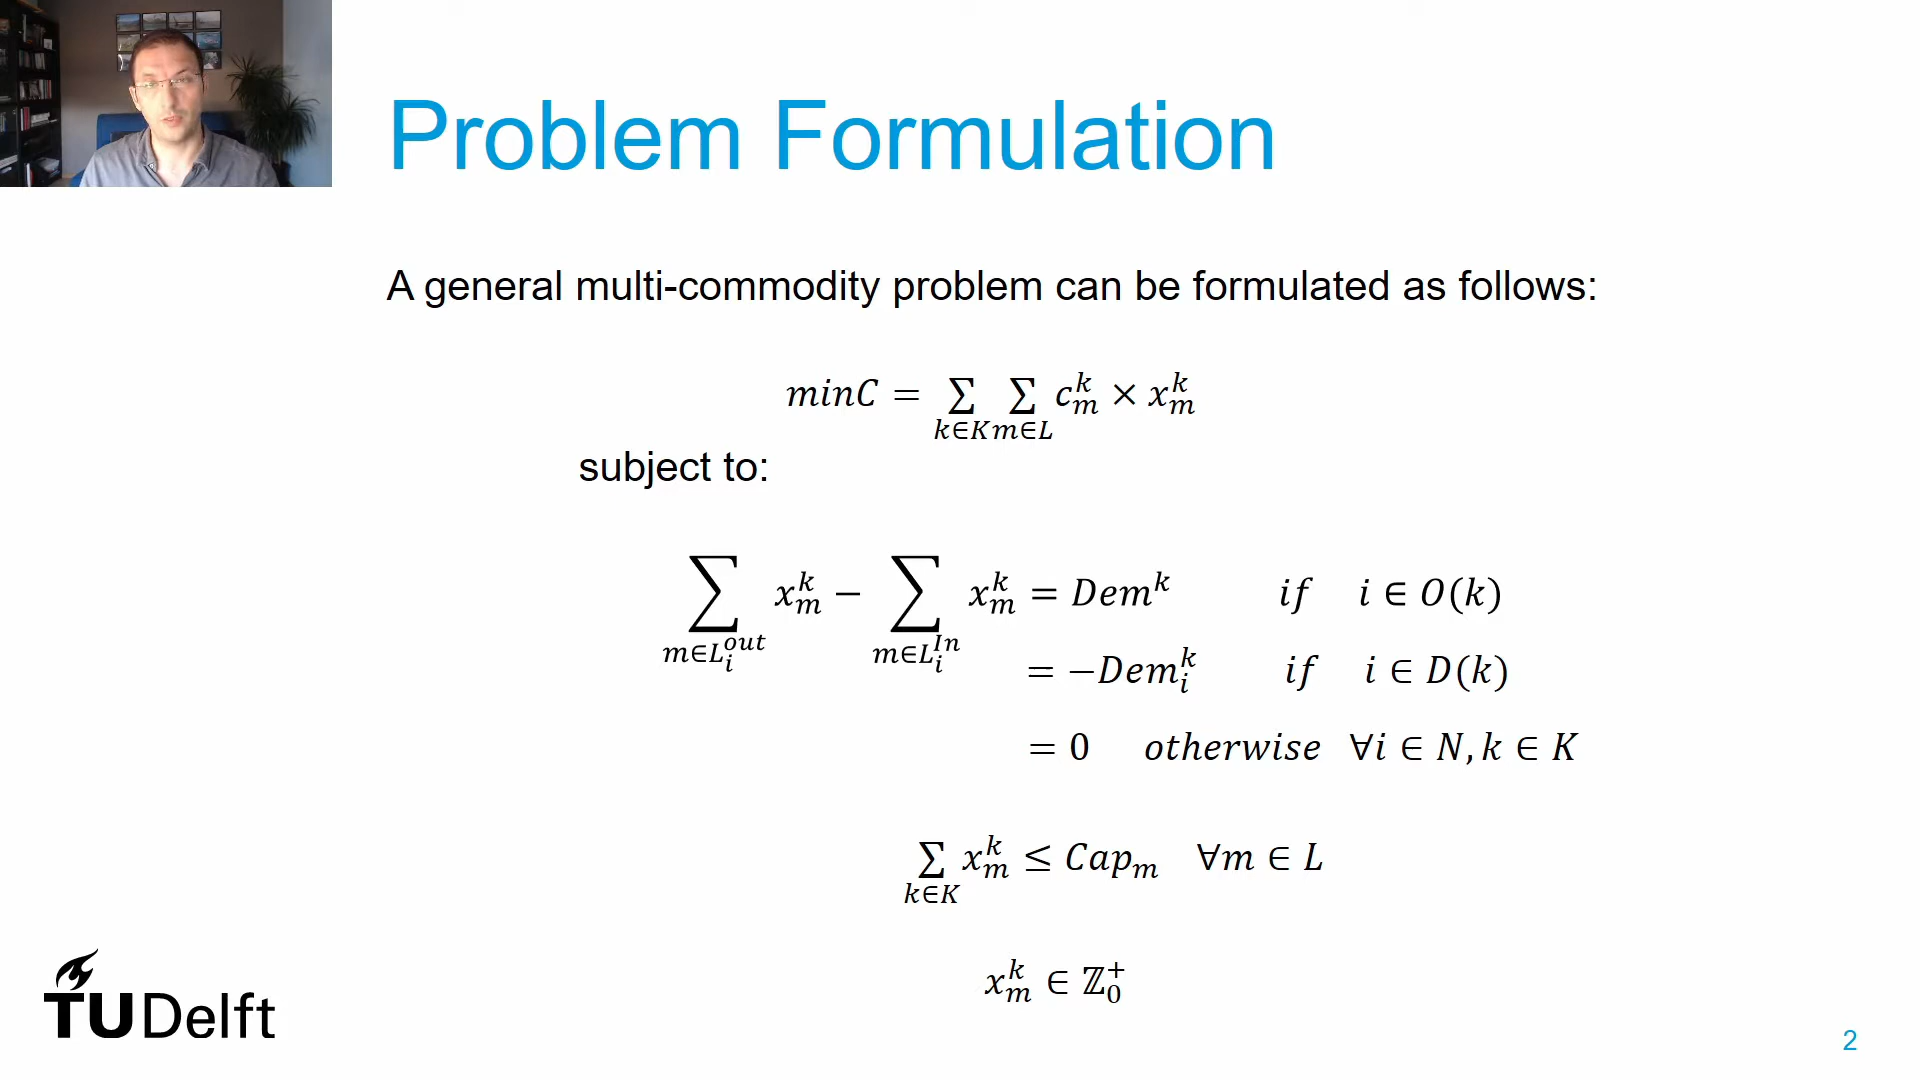 Problem Formulation
A general multi-commodity problem can be formulated as follows:
minC = ∑_{k∈K} ∑_{m∈L} c_m^k × x_m^k
subject to:
∑_{m∈L_i^{out}} x_m^k − ∑_{m∈L_i^{In}} x_m^k = Dem^k if i ∈ O(k)
= −Dem_i^k if i ∈ D(k)
= 0 otherwise ∀i ∈ N, k ∈ K
∑_{k∈K} x_m^k ≤ Cap_m ∀m ∈ L
x_m^k ∈ ℤ_0^+
TUDelft
2